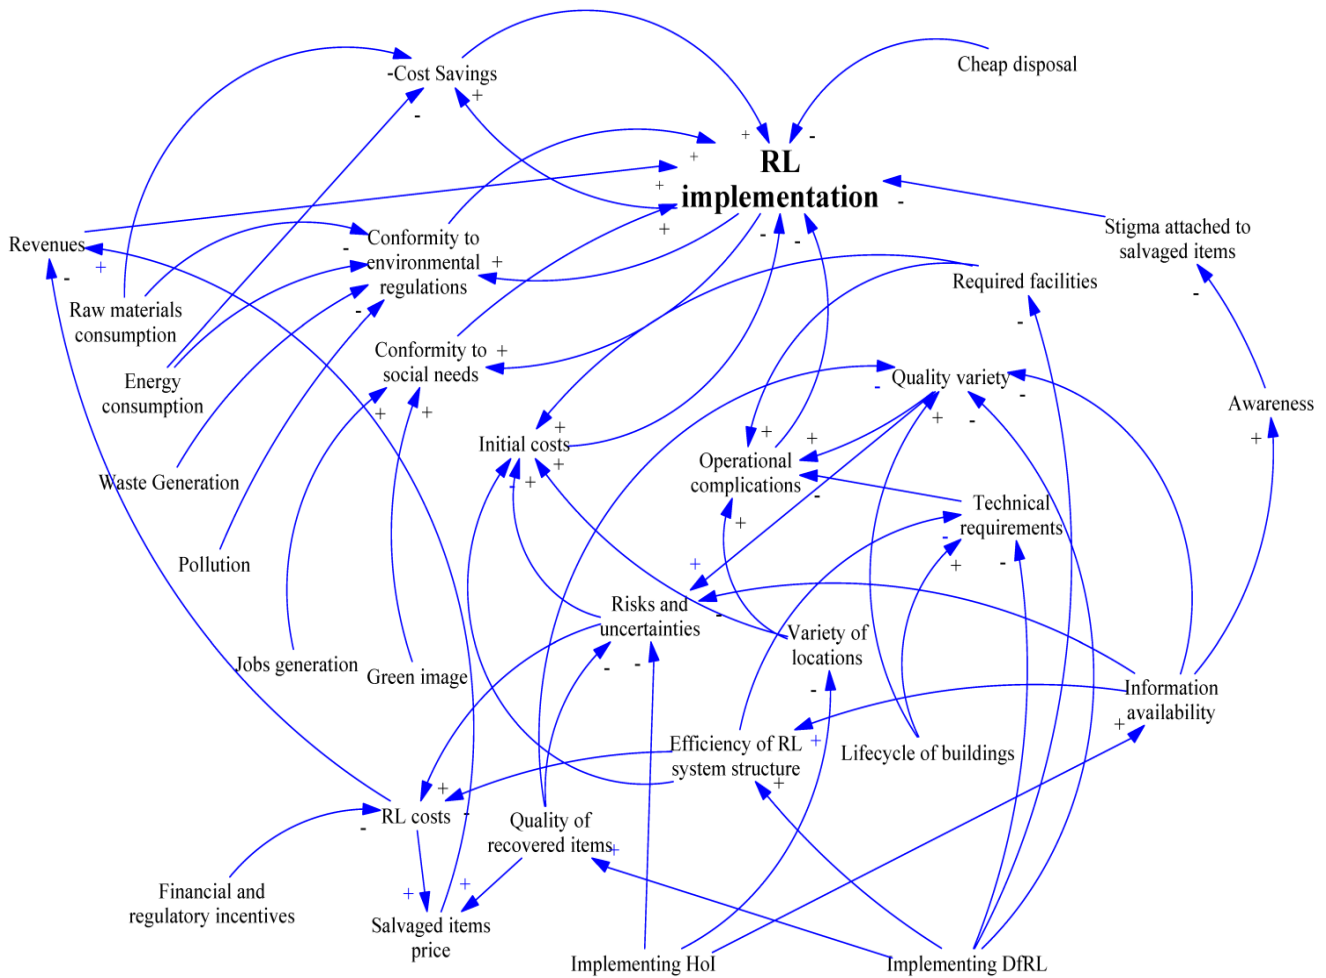 -Cost Savings
Cheap disposal
RL
implementation
Revenues
Conformity to
environmental
regulations
Stigma attached to
salvaged items
Raw materials
consumption
Required facilities
Conformity to
social needs
Energy
consumption
Quality variety
Awareness
Initial costs
Operational
complications
Waste Generation
Technical
requirements
Pollution
Risks and
uncertainties
Variety of
locations
Jobs generation
Green image
Information
availability
Efficiency of RL
system structure
Lifecycle of buildings
RL costs
Quality of
recovered items
Financial and
regulatory incentives
Salvaged items
price
Implementing HoI
Implementing DfRL